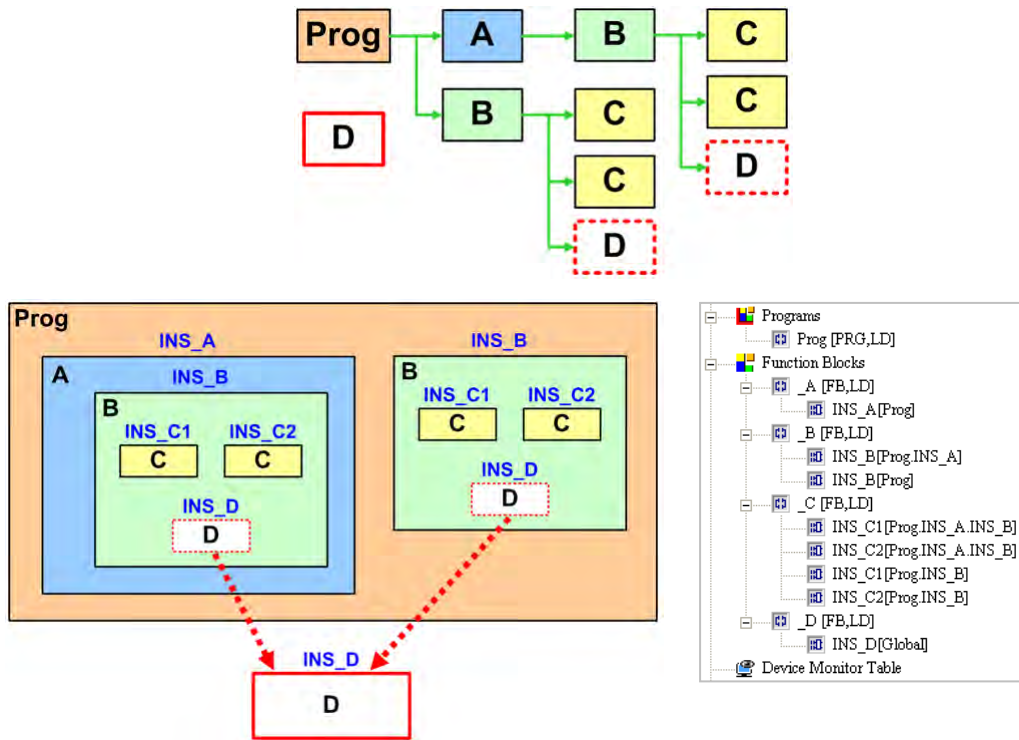 Prog
A
B
C
D
B
C
C
C
D
D
Prog
INS_A
INS_B
A
INS_B
B
B
INS_C1
INS_C2
INS_C1
INS_C2
C
C
C
C
INS_D
INS_D
D
D
INS_D
D
Programs
Prog [PRG,LD]
Function Blocks
_A [FB,LD]
INS_A[Prog]
_B [FB,LD]
INS_B[Prog.INS_A]
INS_B[Prog]
_C [FB,LD]
INS_C1[Prog.INS_A.INS_B]
INS_C2[Prog.INS_A.INS_B]
INS_C1[Prog.INS_B]
INS_C2[Prog.INS_B]
_D [FB,LD]
INS_D[Global]
Device Monitor Table